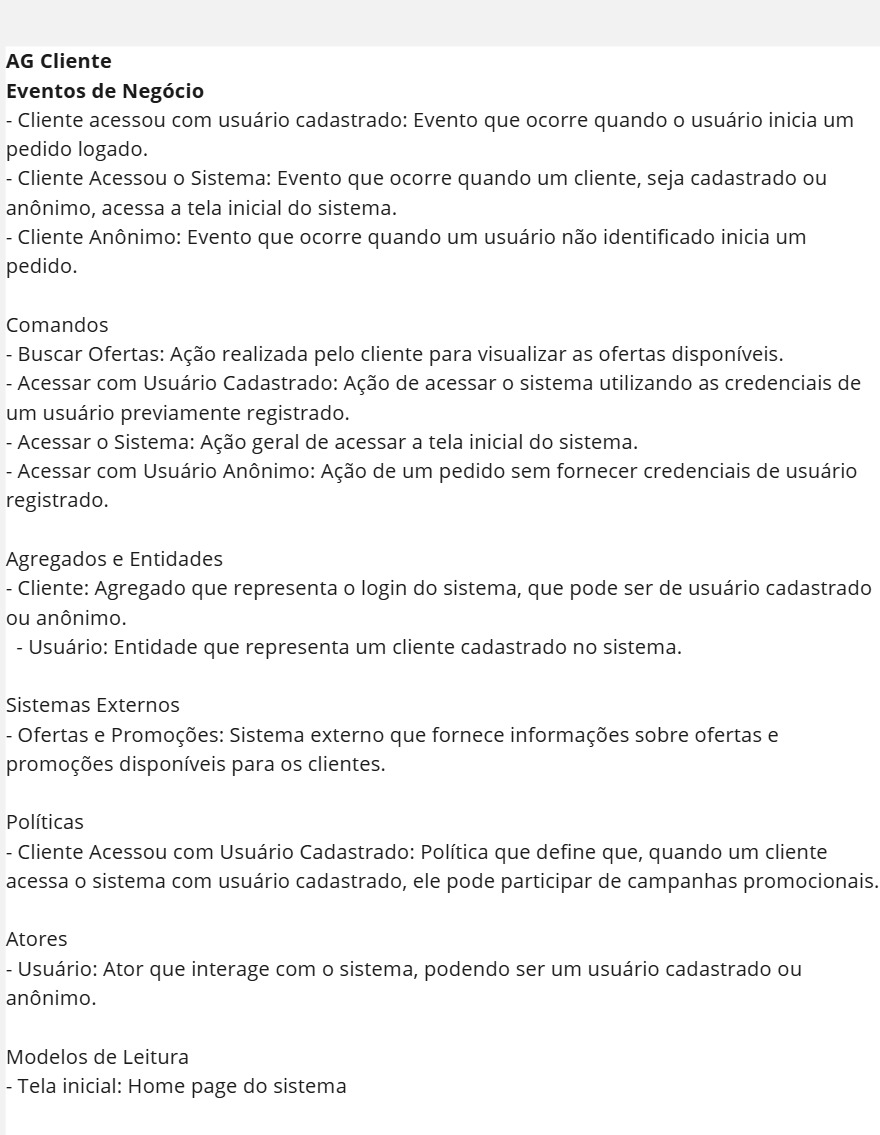 AG Cliente
Eventos de Negócio
- Cliente acessou com usuário cadastrado: Evento que ocorre quando o usuário inicia um
pedido logado.
- Cliente Acessou o Sistema: Evento que ocorre quando um cliente, seja cadastrado ou
anônimo, acessa a tela inicial do sistema.
- Cliente Anônimo: Evento que ocorre quando um usuário não identificado inicia um
pedido.
Comandos
- Buscar Ofertas: Ação realizada pelo cliente para visualizar as ofertas disponíveis.
- Acessar com Usuário Cadastrado: Ação de acessar o sistema utilizando as credenciais de
um usuário previamente registrado.
- Acessar o Sistema: Ação geral de acessar a tela inicial do sistema.
- Acessar com Usuário Anônimo: Ação de um pedido sem fornecer credenciais de usuário
registrado.
Agregados e Entidades
- Cliente: Agregado que representa o login do sistema, que pode ser de usuário cadastrado
ou anônimo.
- Usuário: Entidade que representa um cliente cadastrado no sistema.
Sistemas Externos
- Ofertas e Promoções: Sistema externo que fornece informações sobre ofertas e
promoções disponíveis para os clientes.
Políticas
- Cliente Acessou com Usuário Cadastrado: Política que define que, quando um cliente
acessa o sistema com usuário cadastrado, ele pode participar de campanhas promocionais.
Atores
- Usuário: Ator que interage com o sistema, podendo ser um usuário cadastrado ou
anônimo.
Modelos de Leitura
- Tela inicial: Home page do sistema